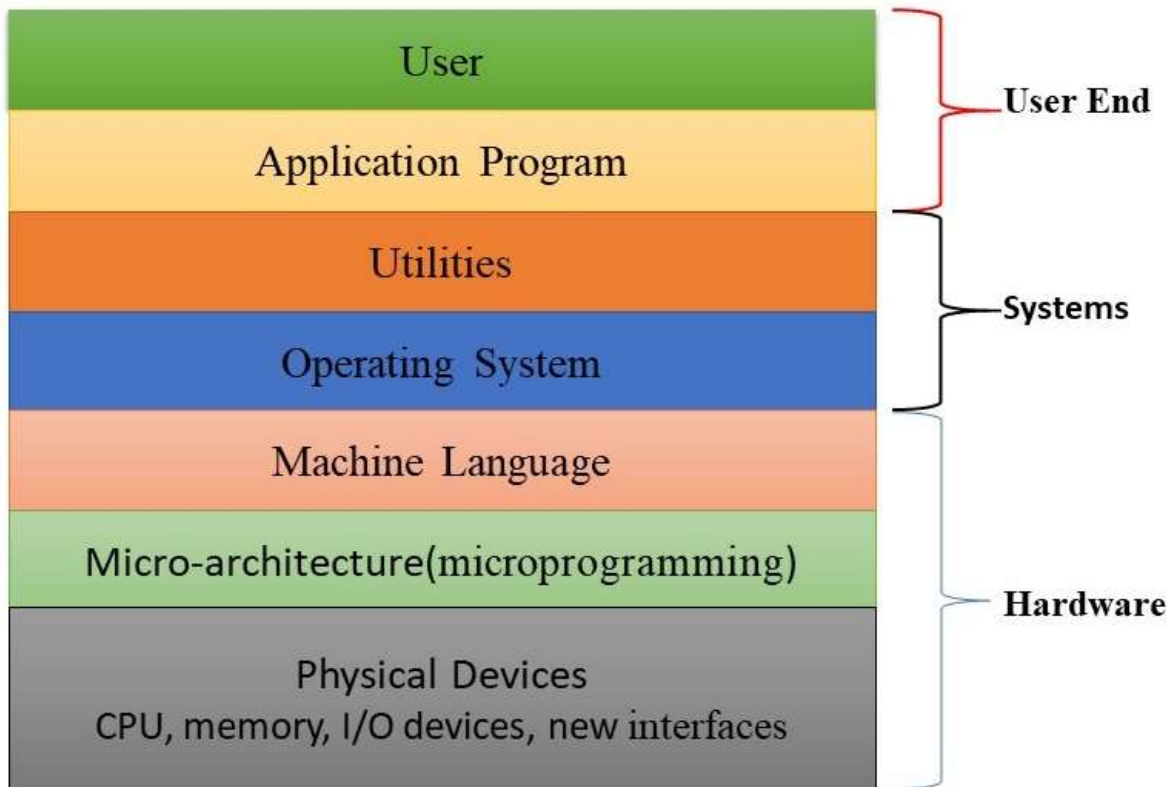 User
Application Program
Utilities
Operating System
Machine Language
Micro-architecture(microprogramming)
Physical Devices
CPU, memory, I/O devices, new interfaces
User End
Systems
Hardware